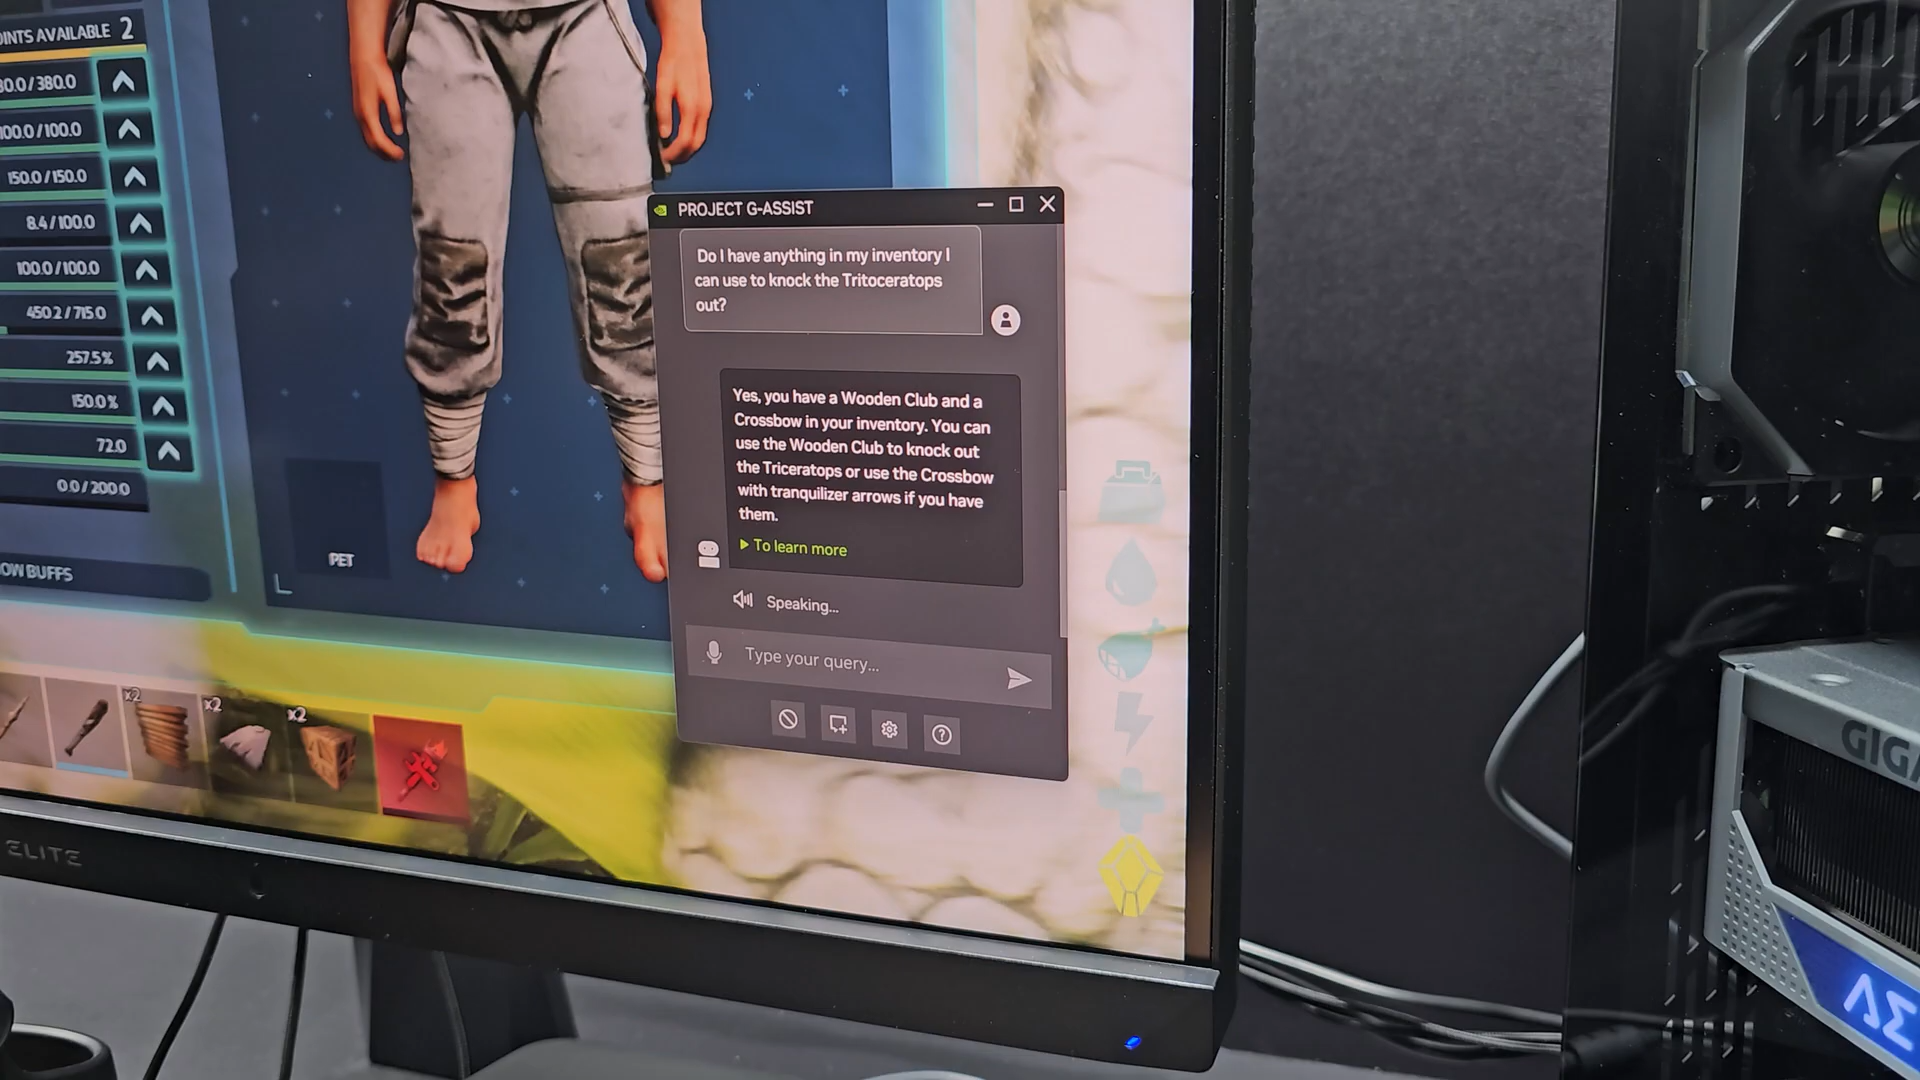 OINTS AVAILABLE 2
80.0 / 380.0
100.0 / 100.0
150.0 / 150.0
8.4 / 100.0
100.0 / 100.0
450.2 / 715.0
257.5%
150.0 %
72.0
0.0 / 200.0
OW BUFFS
PET
PROJECT G-ASSIST
Do I have anything in my inventory I
can use to knock the Tritoceratops
out?
Yes, you have a Wooden Club and a
Crossbow in your inventory. You can
use the Wooden Club to knock out
the Triceratops or use the Crossbow
with tranquilizer arrows if you have
them.
To learn more
Speaking...
Type your query...
x2
x2
x2
ELITE
GIGA